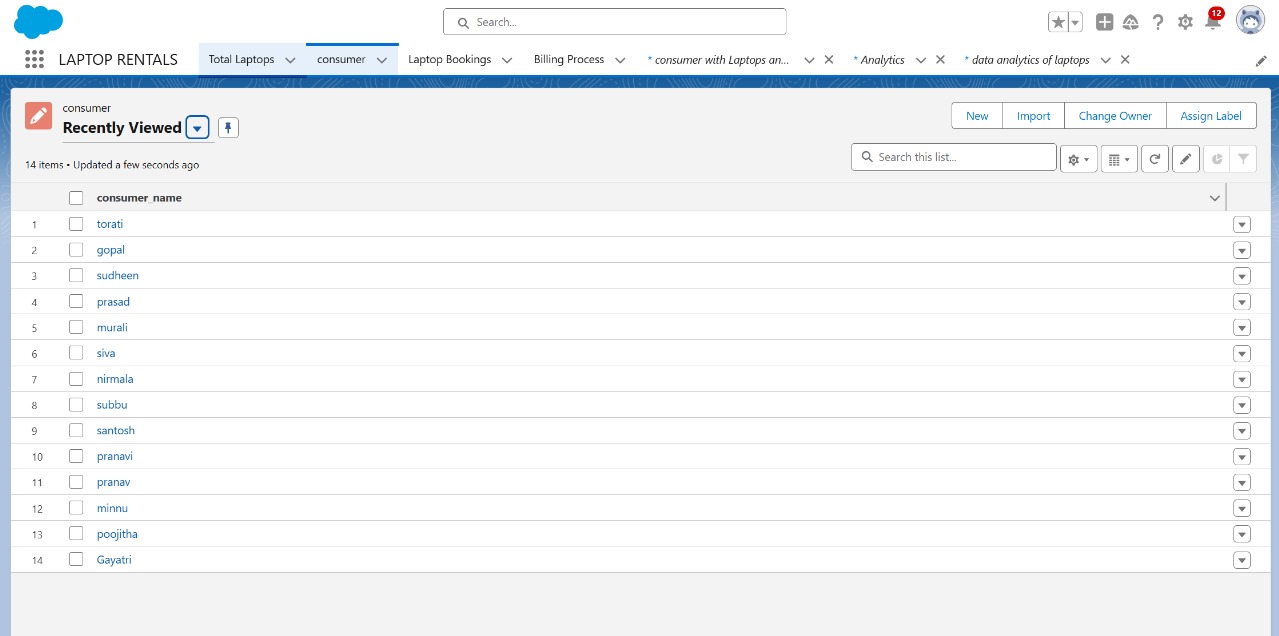 Search...
12
LAPTOP RENTALS
Total Laptops
consumer
Laptop Bookings
Billing Process
* consumer with Laptops an...
* Analytics
* data analytics of laptops
consumer
Recently Viewed
New
Import
Change Owner
Assign Label
14 items • Updated a few seconds ago
Search this list...
consumer_name
1 torati
2 gopal
3 sudheen
4 prasad
5 murali
6 siva
7 nirmala
8 subbu
9 santosh
10 pranavi
11 pranav
12 minnu
13 poojitha
14 Gayatri